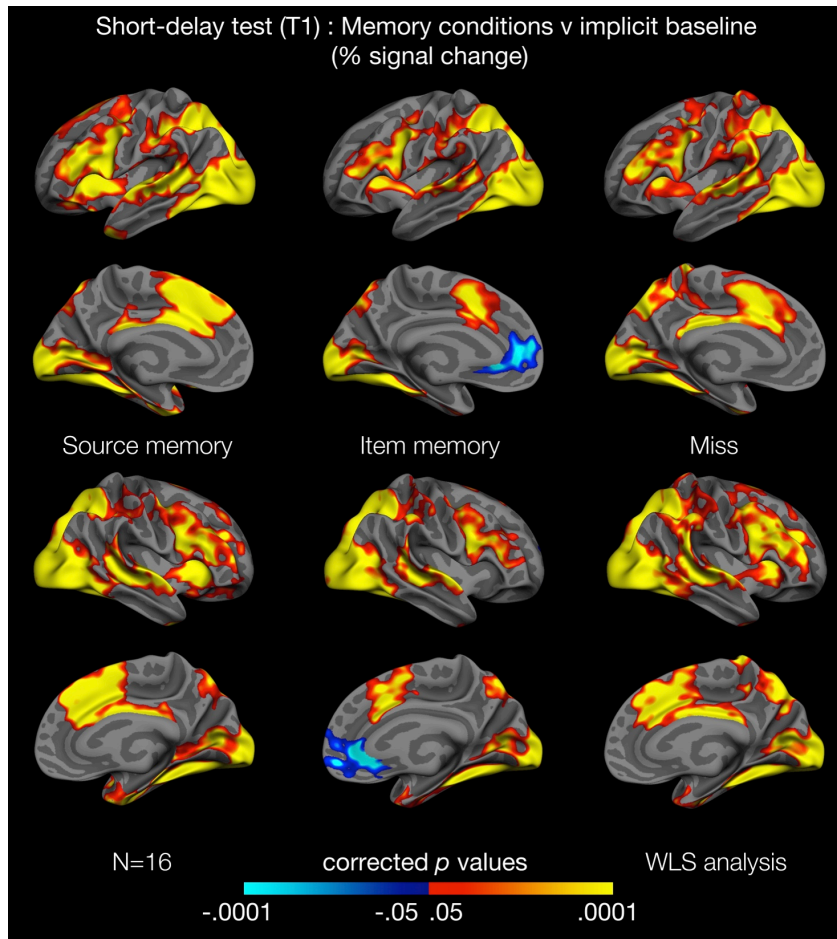 Short-delay test (T1) : Memory conditions v implicit baseline
(% signal change)
Source memory Item memory Miss
N=16 corrected p values WLS analysis
-.0001 -.05 .05 .0001